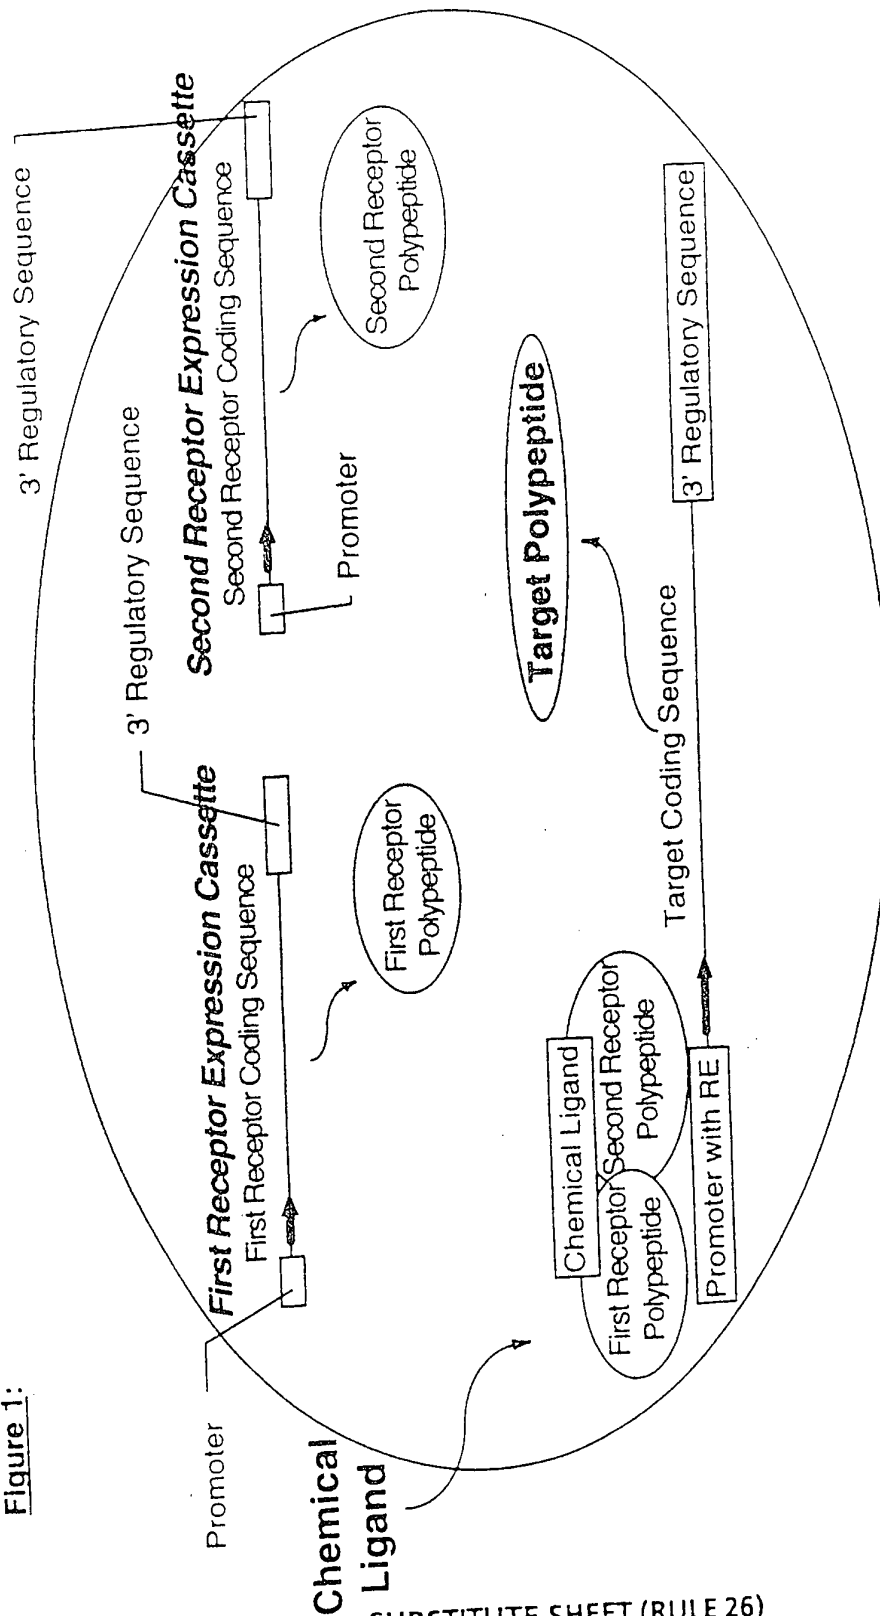 Figure 1:
3' Regulatory Sequence
3' Regulatory Sequence
Promoter
First Receptor Expression Cassette
First Receptor Coding Sequence
Second Receptor Expression Cassette
Second Receptor Coding Sequence
Promoter
Chemical
Ligand
First Receptor
Polypeptide
Second Receptor
Polypeptide
Target Polypeptide
Chemical Ligand
First Receptor
Polypeptide
Second Receptor
Polypeptide
Promoter with RE
Target Coding Sequence
3' Regulatory Sequence
SUBSTITUTE SHEET (RULE 26)